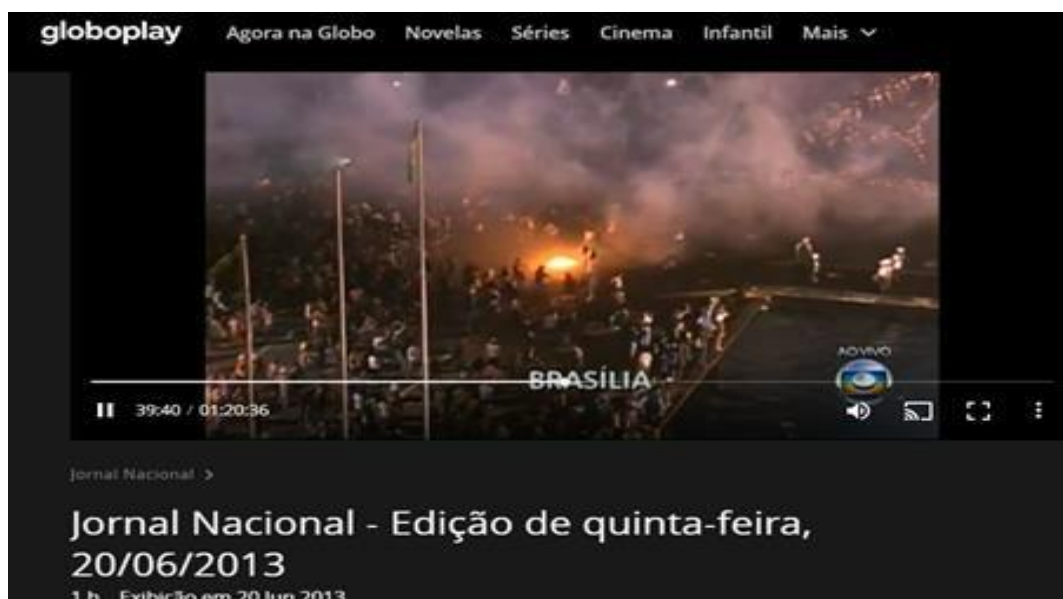 globoplay Agora na Globo Novelas Séries Cinema Infantil Mais
AO VIVO
BRASÍLIA
39:40 / 01:20:36
Jornal Nacional >
Jornal Nacional - Edição de quinta-feira,
20/06/2013
1 h Exibição em 20 Jun 2013